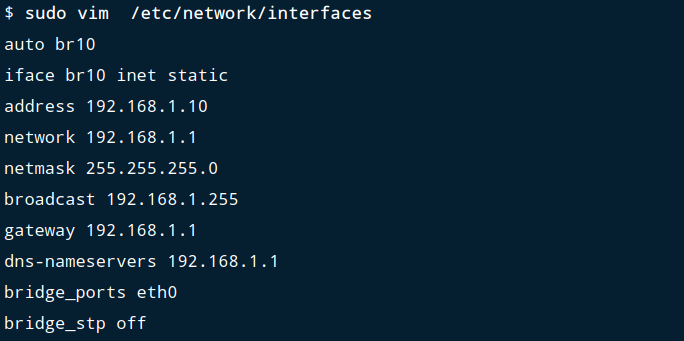 $ sudo vim  /etc/network/interfaces
auto br10
iface br10 inet static
address 192.168.1.10
network 192.168.1.1
netmask 255.255.255.0
broadcast 192.168.1.255
gateway 192.168.1.1
dns-nameservers 192.168.1.1
bridge_ports eth0
bridge_stp off